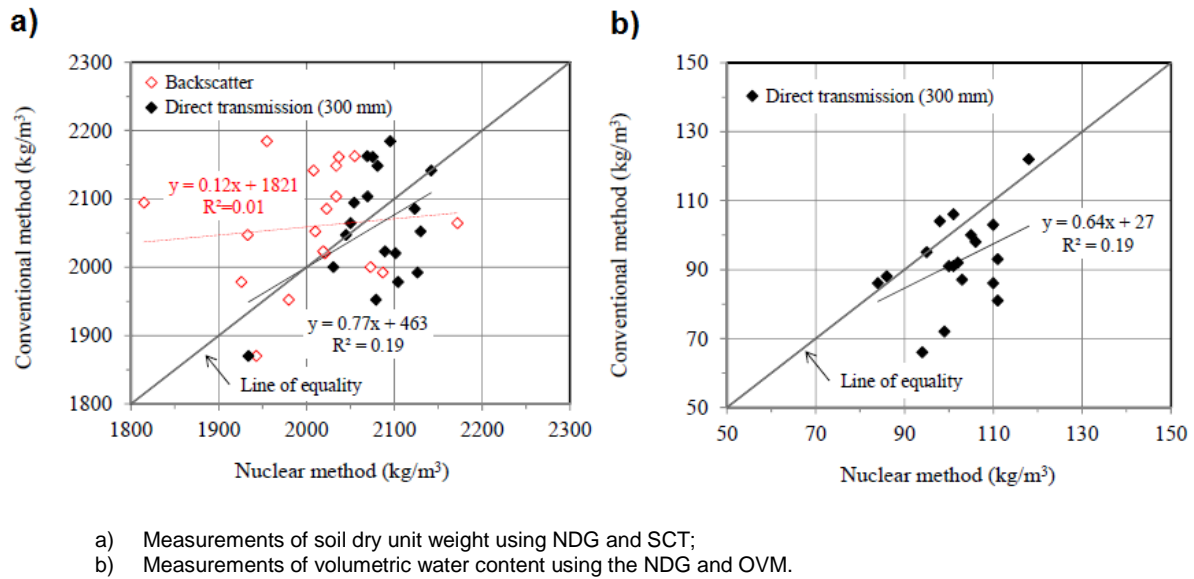 a)
2300
2200
2100
2000
1900
1800
1800 1900 2000 2100 2200 2300
Conventional method (kg/m³)
Nuclear method (kg/m³)
Backscatter
Direct transmission (300 mm)
y = 0.12x + 1821
R²=0.01
y = 0.77x + 463
R² = 0.19
Line of equality
b)
150
130
110
90
70
50
50 70 90 110 130 150
Conventional method (kg/m³)
Nuclear method (kg/m³)
Direct transmission (300 mm)
y = 0.64x + 27
R² = 0.19
Line of equality
a) Measurements of soil dry unit weight using NDG and SCT;
b) Measurements of volumetric water content using the NDG and OVM.